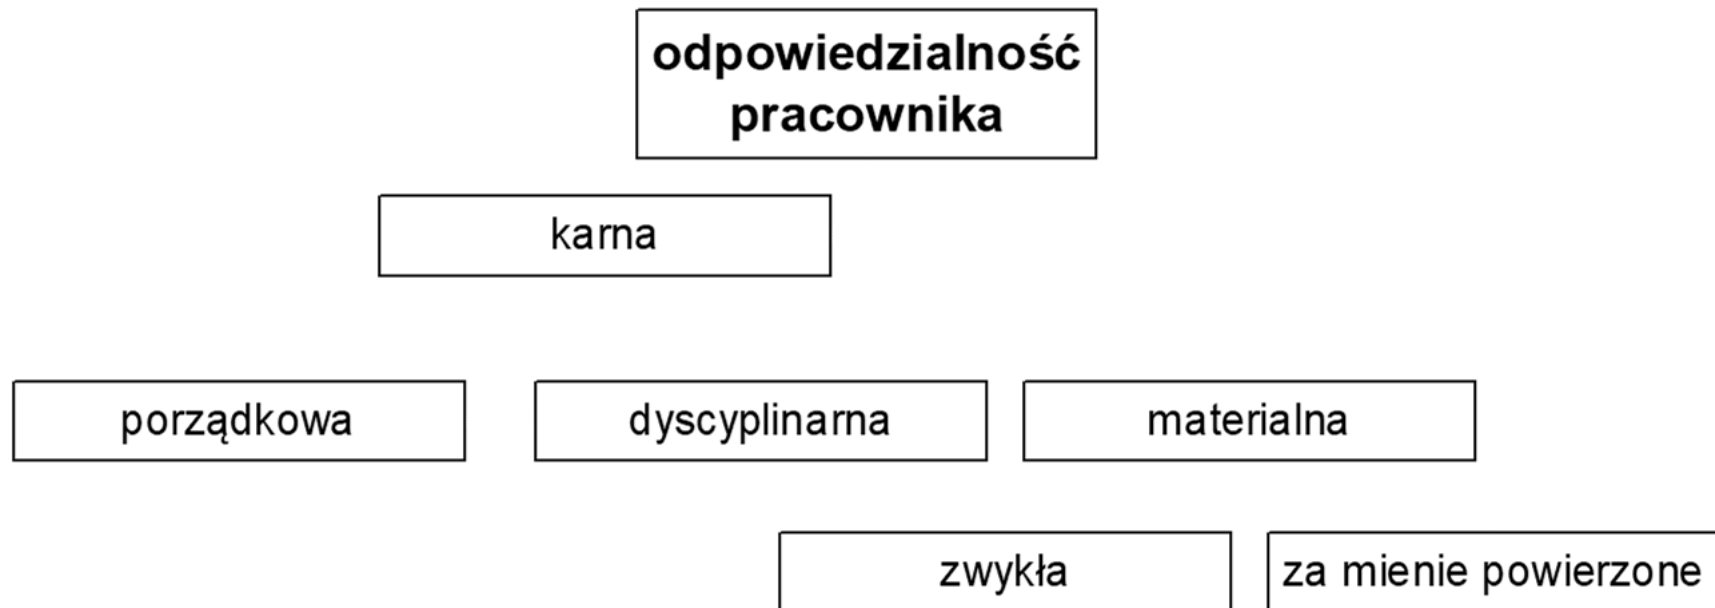 odpowiedzialność
pracownika
karna
porządkowa
dyscyplinarna
materialna
zwykła
za mienie powierzone